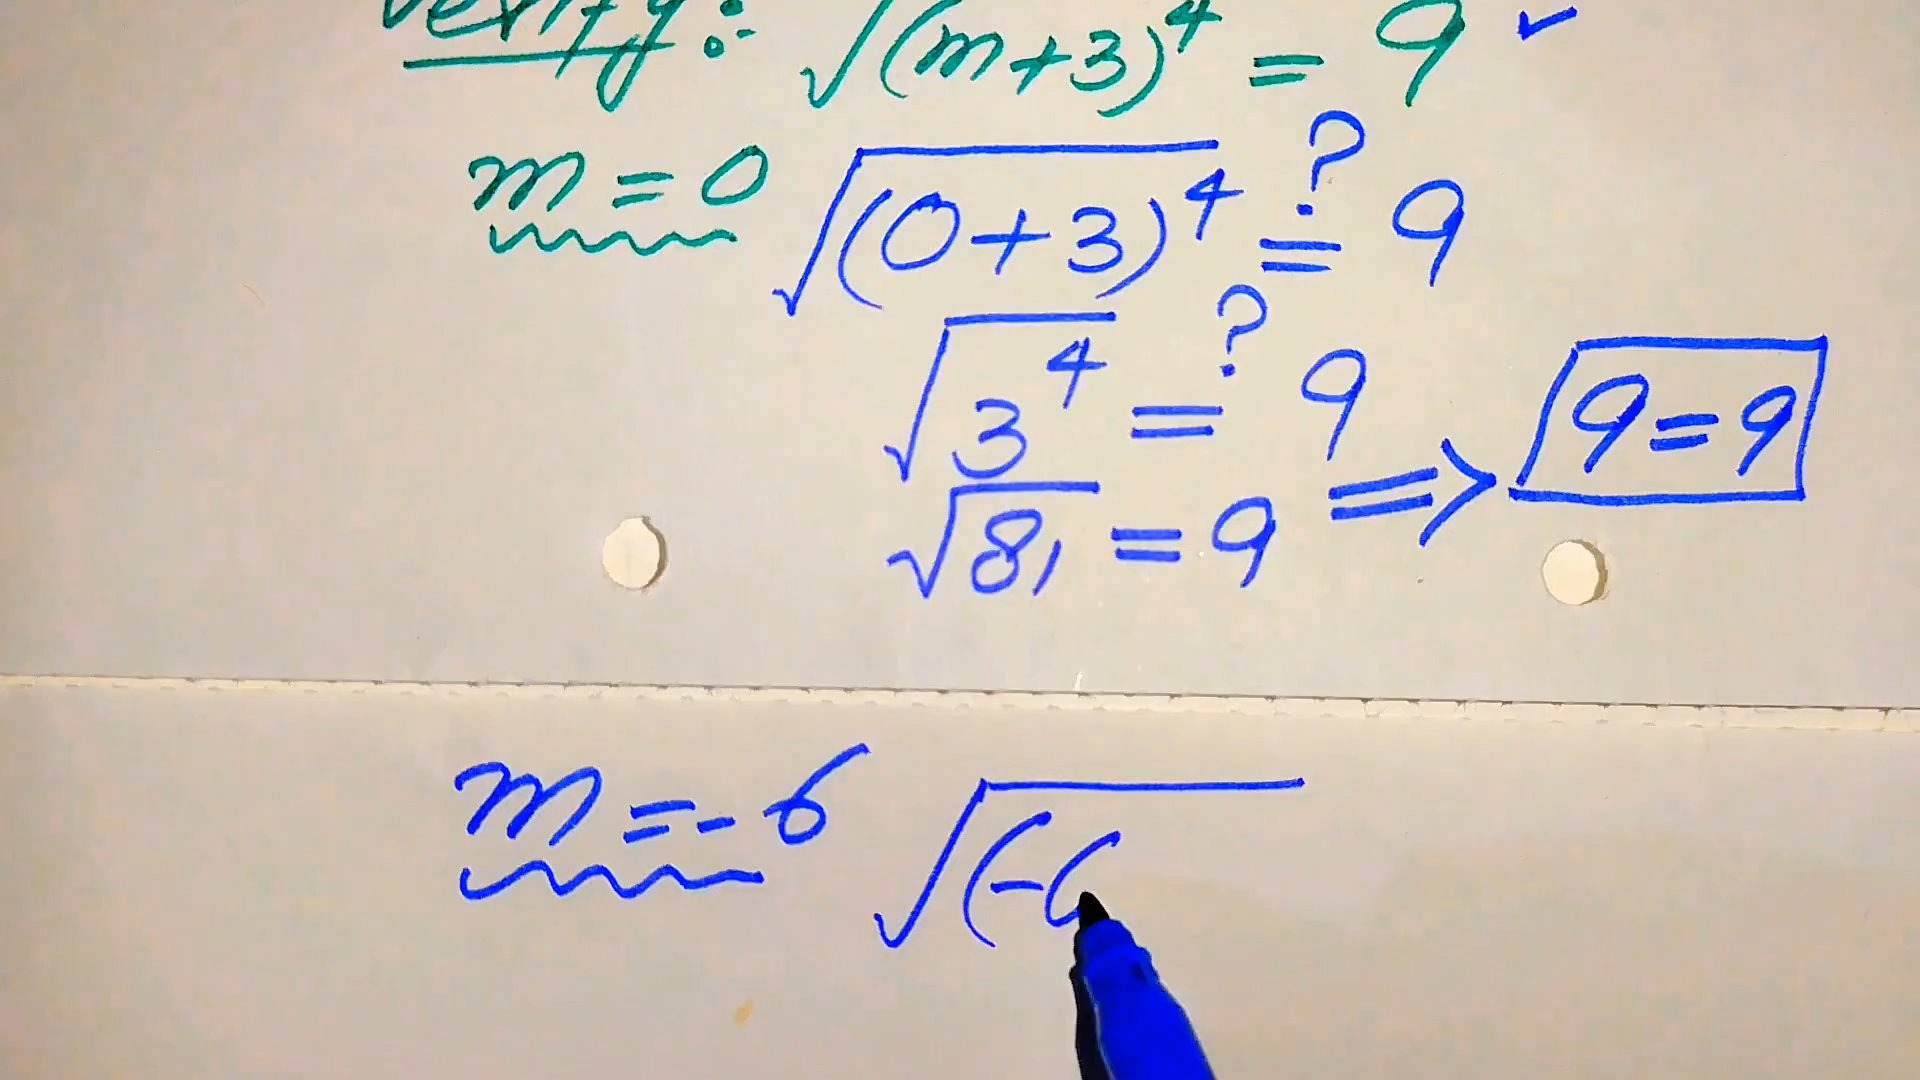 Verify: √(m+3)⁴ = 9 ✓
m = 0 √(0+3)⁴ ≟ 9
√3⁴ ≟ 9
√81 = 9 ⇒ 9 = 9
m = -6 √(-6